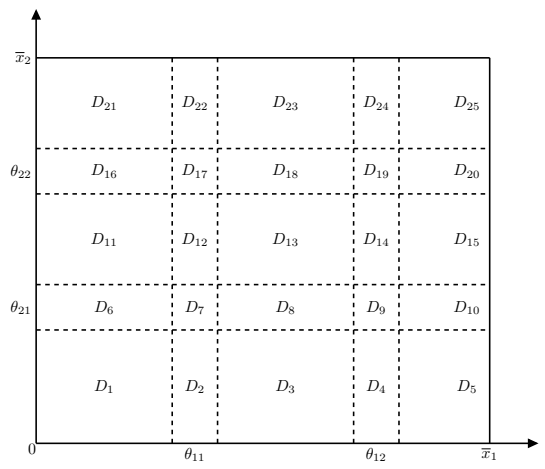 x̅₂
D₂₁ D₂₂ D₂₃ D₂₄ D₂₅
θ₂₂ D₁₆ D₁₇ D₁₈ D₁₉ D₂₀
D₁₁ D₁₂ D₁₃ D₁₄ D₁₅
θ₂₁ D₆ D₇ D₈ D₉ D₁₀
D₁ D₂ D₃ D₄ D₅
0 θ₁₁ θ₁₂ x̅₁